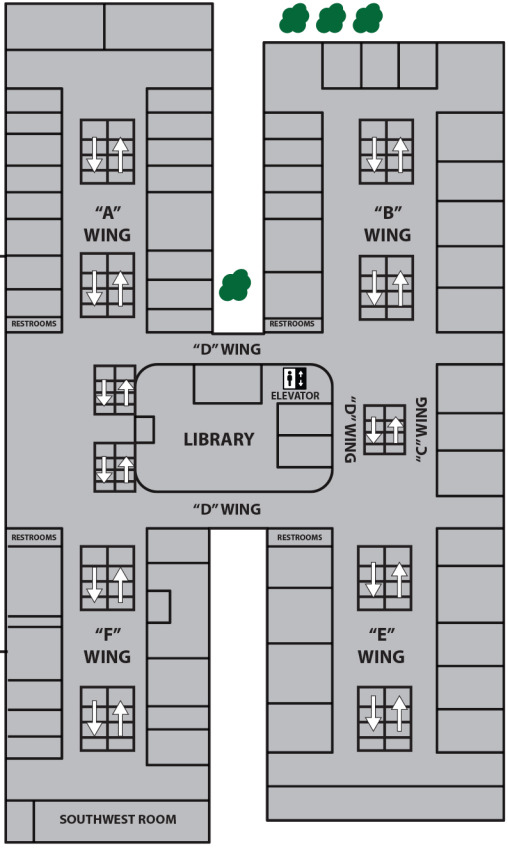 “A”
WING
“B”
WING
RESTROOMS
RESTROOMS
“D” WING
ELEVATOR
LIBRARY
“D” WING
“C” WING
“D” WING
RESTROOMS
RESTROOMS
“F”
WING
“E”
WING
SOUTHWEST ROOM